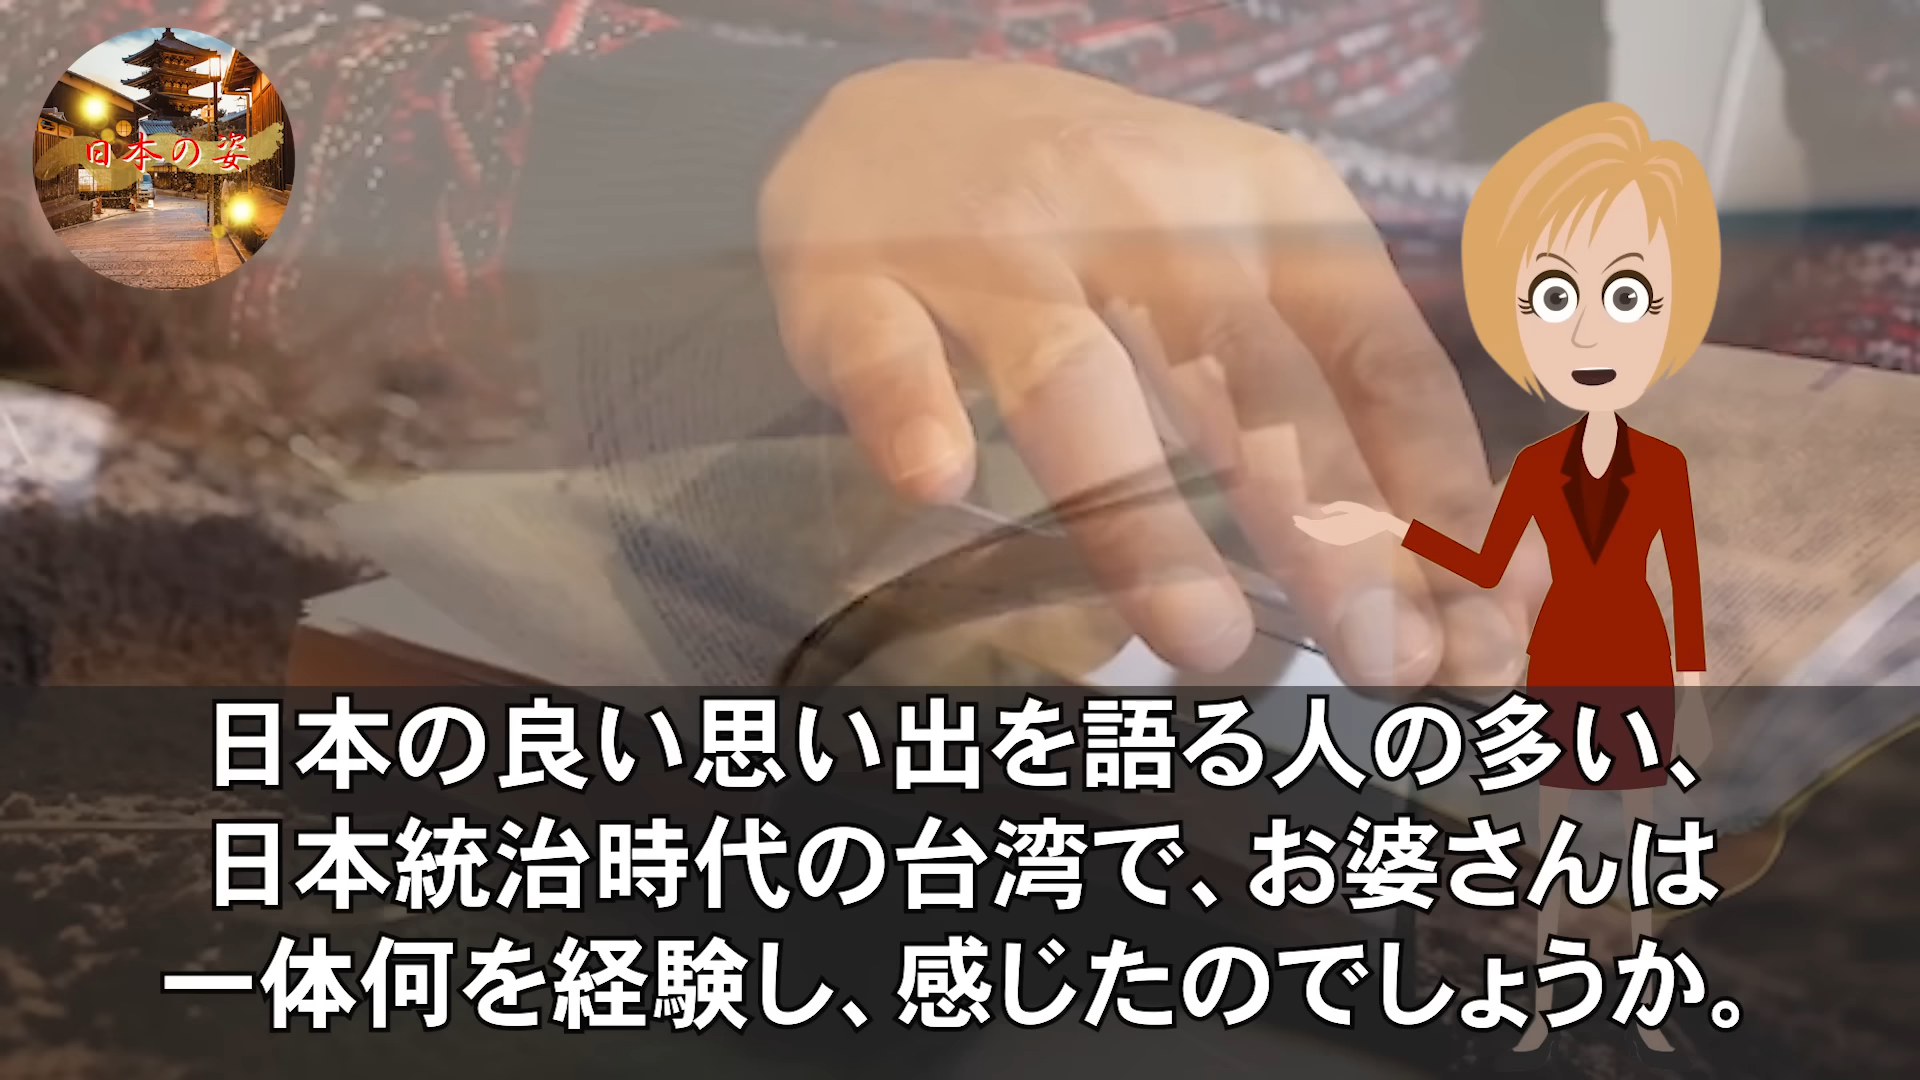 日本の姿
日本の良い思い出を語る人の多い、
日本統治時代の台湾で、お婆さんは
一体何を経験し、感じたのでしょうか。